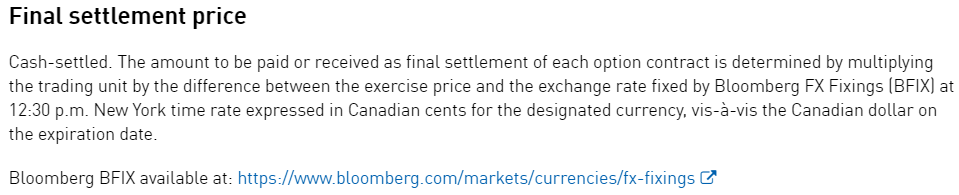 Final settlement price
Cash-settled. The amount to be paid or received as final settlement of each option contract is determined by multiplying
the trading unit by the difference between the exercise price and the exchange rate fixed by Bloomberg FX Fixings (BFIX) at
12:30 p.m. New York time rate expressed in Canadian cents for the designated currency, vis-à-vis the Canadian dollar on
the expiration date.
Bloomberg BFIX available at: https://www.bloomberg.com/markets/currencies/fx-fixings